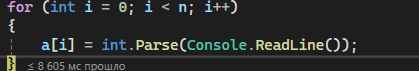 for (int i = 0; i < n; i++)
{
a[i] = int.Parse(Console.ReadLine());
} ≤ 8 605 мс прошло